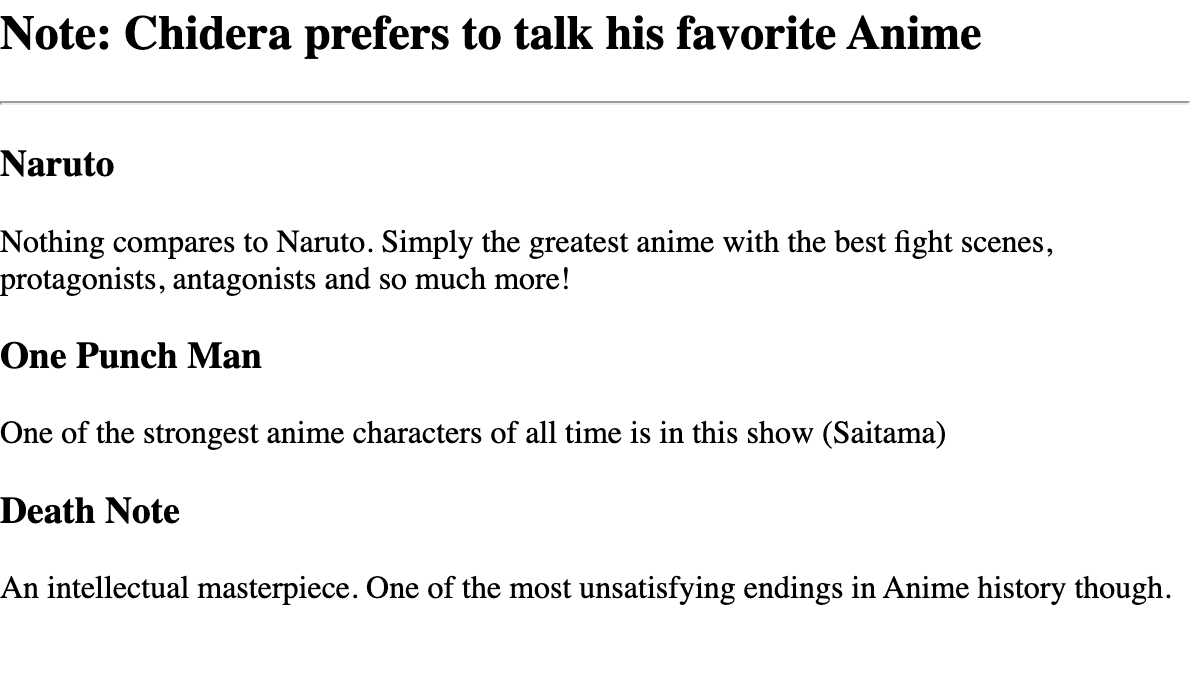 Note: Chidera prefers to talk his favorite Anime
Naruto
Nothing compares to Naruto. Simply the greatest anime with the best fight scenes,
protagonists, antagonists and so much more!
One Punch Man
One of the strongest anime characters of all time is in this show (Saitama)
Death Note
An intellectual masterpiece. One of the most unsatisfying endings in Anime history though.